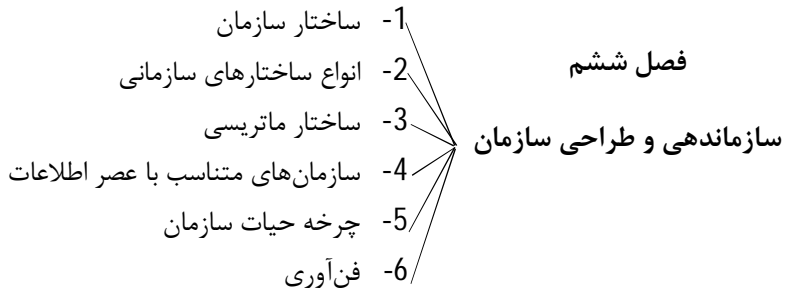 فصل ششم
سازماندهی و طراحی سازمان
1- ساختار سازمان
2- انواع ساختارهای سازمانی
3- ساختار ماتریسی
4- سازمان‌های متناسب با عصر اطلاعات
5- چرخه حیات سازمان
6- فن‌آوری